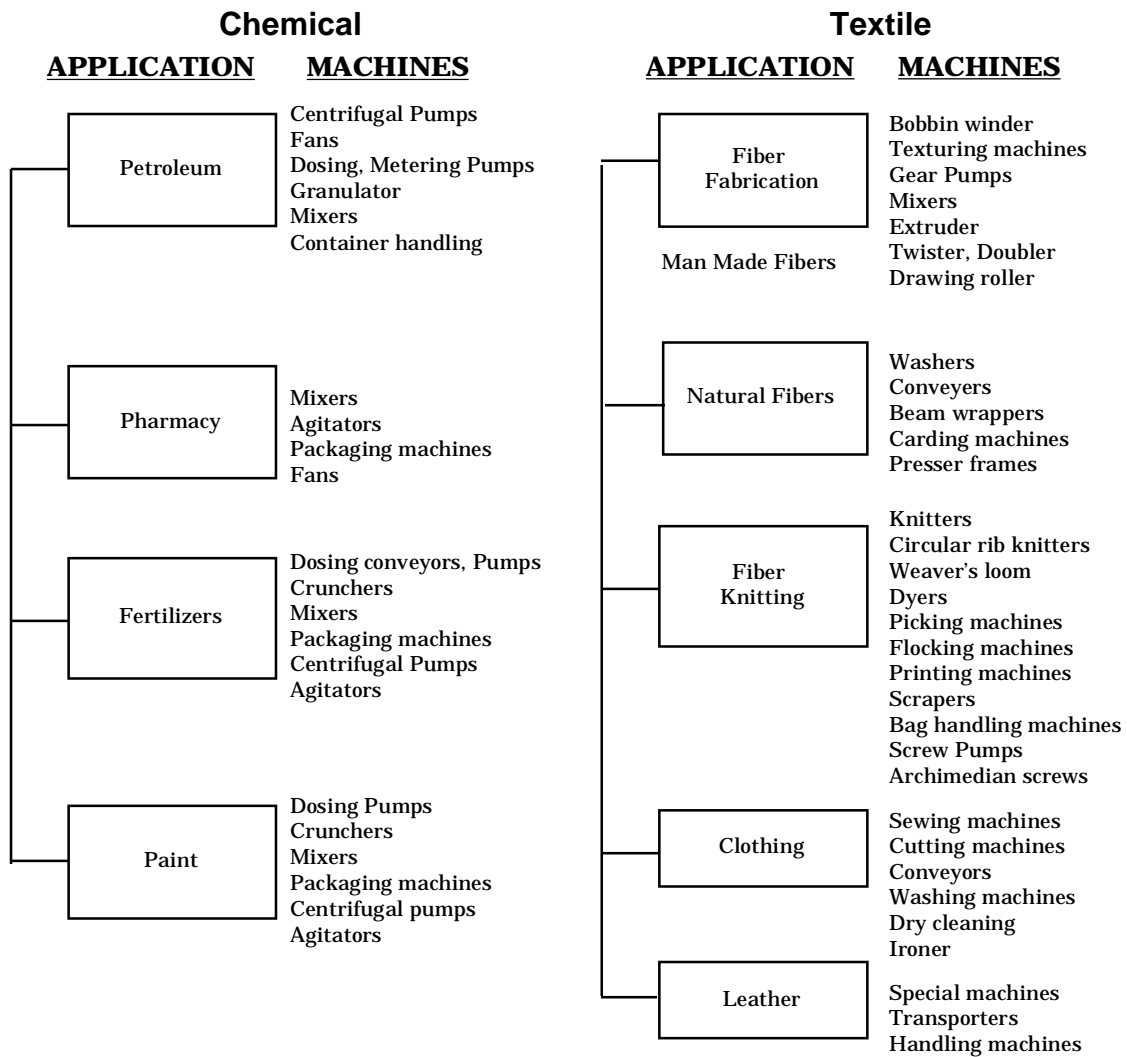 Chemical
APPLICATION MACHINES
Petroleum
Centrifugal Pumps
Fans
Dosing, Metering Pumps
Granulator
Mixers
Container handling
Pharmacy
Mixers
Agitators
Packaging machines
Fans
Fertilizers
Dosing conveyors, Pumps
Crunchers
Mixers
Packaging machines
Centrifugal Pumps
Agitators
Paint
Dosing Pumps
Crunchers
Mixers
Packaging machines
Centrifugal pumps
Agitators
Textile
APPLICATION MACHINES
Fiber
Fabrication
Man Made Fibers
Bobbin winder
Texturing machines
Gear Pumps
Mixers
Extruder
Twister, Doubler
Drawing roller
Natural Fibers
Washers
Conveyers
Beam wrappers
Carding machines
Presser frames
Fiber
Knitting
Knitters
Circular rib knitters
Weaver's loom
Dyers
Picking machines
Flocking machines
Printing machines
Scrapers
Bag handling machines
Screw Pumps
Archimedian screws
Clothing
Sewing machines
Cutting machines
Conveyors
Washing machines
Dry cleaning
Ironer
Leather
Special machines
Transporters
Handling machines